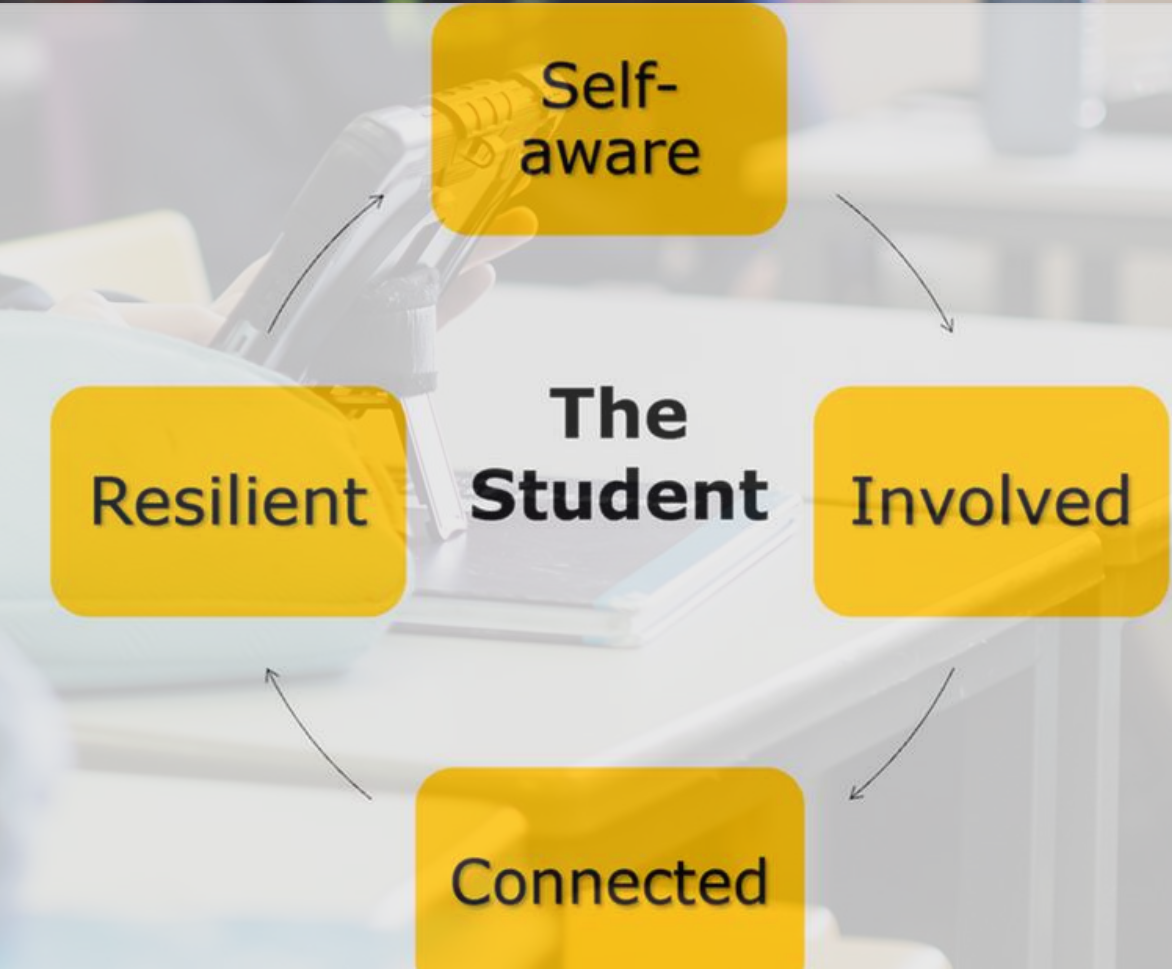 Self-
aware
The
Student
Resilient
Involved
Connected